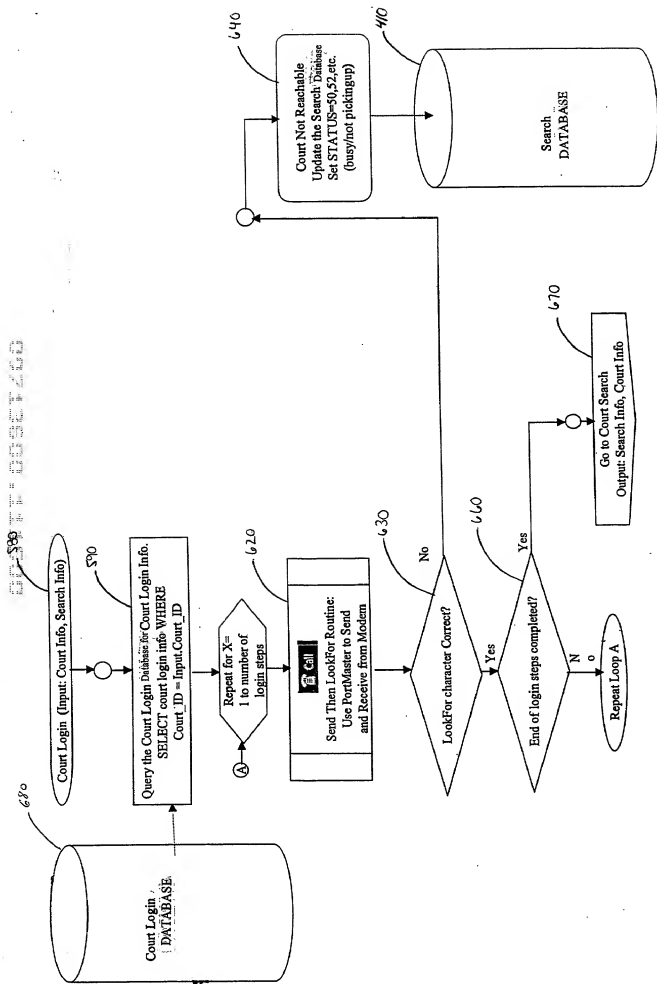 580
Court Login (Input: Court Info, Search Info)
680
Court Login
DATABASE
590
Query the Court Login Database for Court Login Info.
SELECT court login info WHERE
Court_ID = Input.Court_ID
A
Repeat for X=
1 to number of
login steps
620
Call
Send Then LookFor Routine:
Use PortMaster to Send
and Receive from Modem
630
LookFor character Correct?
No
Yes
640
Court Not Reachable
Update the Search Database
Set STATUS=50,52,etc.
(busy/not pickingup)
410
Search
DATABASE
660
End of login steps completed?
Yes
N
o
Repeat Loop A
670
Go to Court Search
Output: Search Info, Court Info